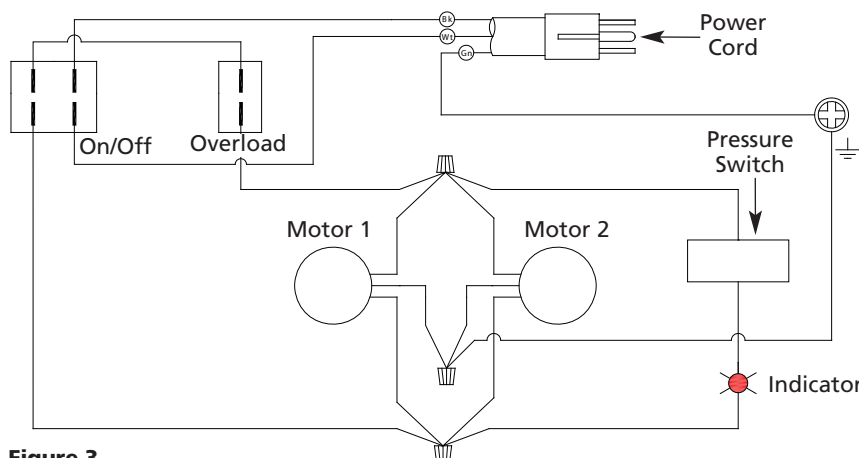 Bk
Wt
Gn
Power
Cord
On/Off
Overload
Pressure
Switch
Motor 1
Motor 2
Indicator
Figure 3